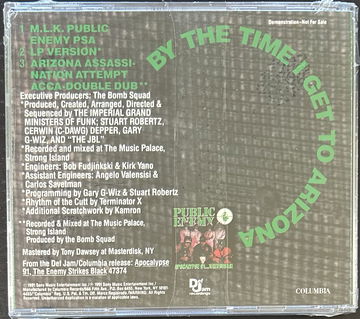 Demonstration-Not For Sale
BY THE TIME I GET TO ARIZONA
1 M.L.K. PUBLIC
ENEMY PSA
2 LP VERSION*
3 ARIZONA ASSASSI-
NATION ATTEMPT
ACCA-DOUBLE DUB*
Executive Producers: The Bomb Squad
*Produced, Created, Arranged, Directed &
Sequenced by THE IMPERIAL GRAND
MINISTERS OF FUNK; STUART ROBERTZ,
CERWIN (C-DAWG) DEPPER, GARY
G-WIZ, AND "THE JBL"
*Recorded and mixed at The Music Palace,
Strong Island
*Engineers: Bob Fudjinkski & Kirk Yano
*Assistant Engineers: Angelo Valensisi &
Carlos Savetman
*Programming by Gary G-Wiz & Stuart Robertz
*Rhythm of the Cutt by Terminator X
Additional Scratchwork by Kamron
*Recorded & Mixed at The Music Palace,
Strong Island
Produced by the Bomb Squad
Mastered by Tony Dawsey at Masterdisk, NY
From the Def Jam/Columbia release: Apocalypse
91, The Enemy Strikes Black 47374
PUBLIC
ENEMY
Def Jam
recordings
COLUMBIA